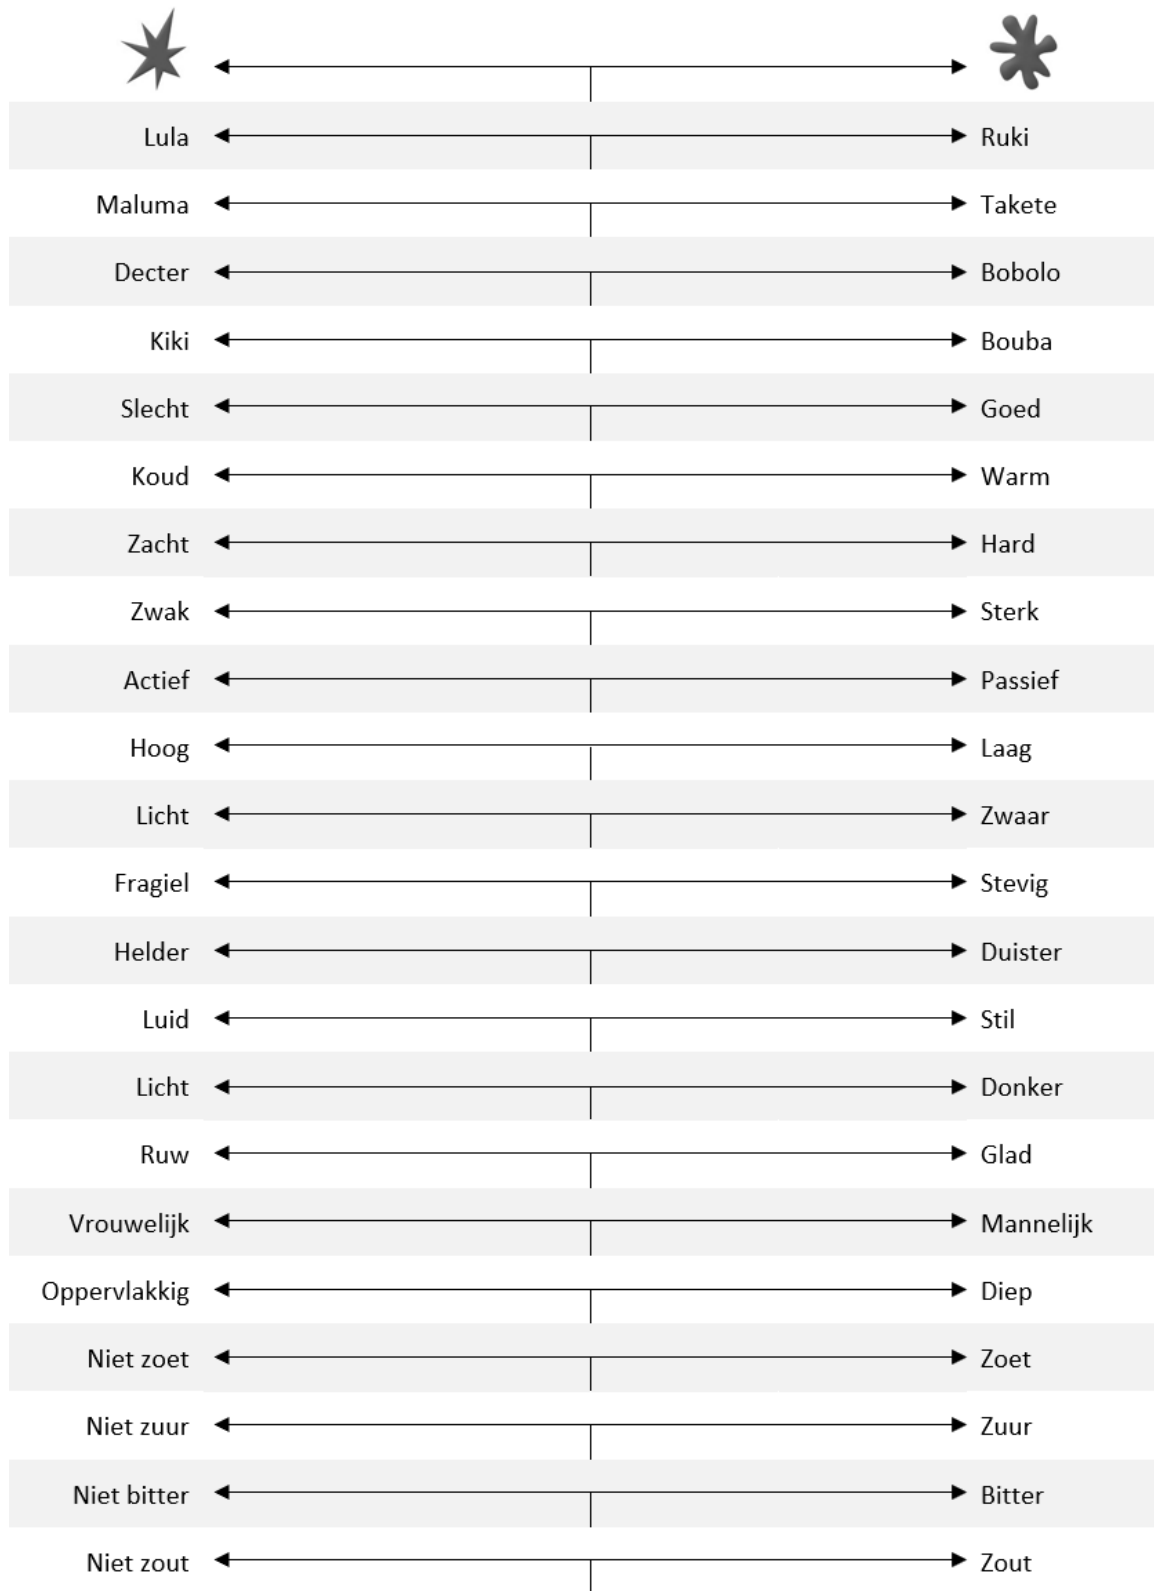 Lula Ruki
Maluma Takete
Decter Bobolo
Kiki Bouba
Slecht Goed
Koud Warm
Zacht Hard
Zwak Sterk
Actief Passief
Hoog Laag
Licht Zwaar
Fragiel Stevig
Helder Duister
Luid Stil
Licht Donker
Ruw Glad
Vrouwelijk Mannelijk
Oppervlakkig Diep
Niet zoet Zoet
Niet zuur Zuur
Niet bitter Bitter
Niet zout Zout